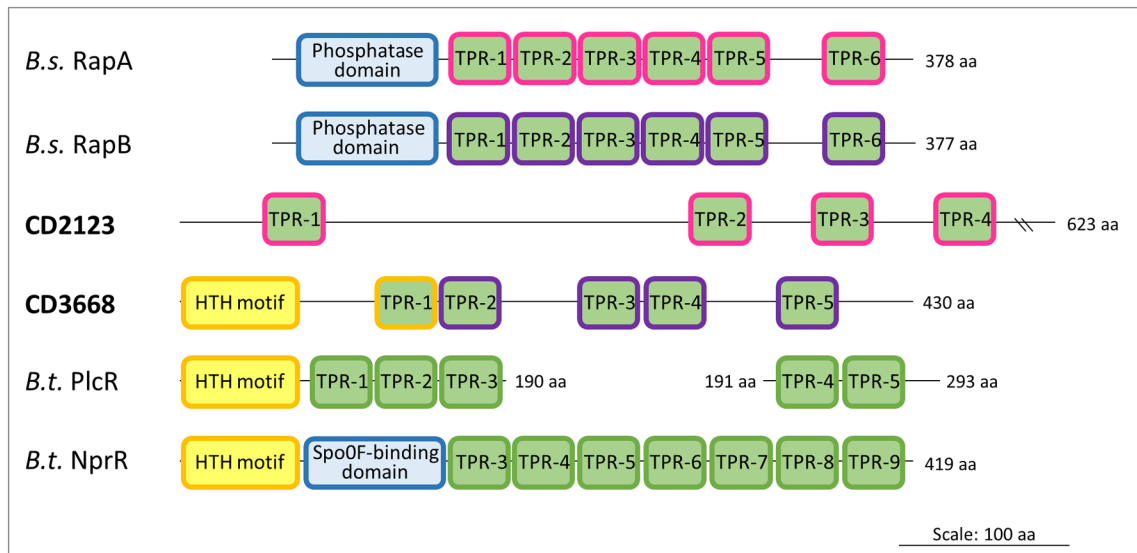 B.s. RapA
Phosphatase
domain
TPR-1 TPR-2 TPR-3 TPR-4 TPR-5 TPR-6
378 aa
B.s. RapB
Phosphatase
domain
TPR-1 TPR-2 TPR-3 TPR-4 TPR-5 TPR-6
377 aa
CD2123
TPR-1 TPR-2 TPR-3 TPR-4
623 aa
CD3668
HTH motif TPR-1 TPR-2 TPR-3 TPR-4 TPR-5
430 aa
B.t. PlcR
HTH motif TPR-1 TPR-2 TPR-3 190 aa 191 aa TPR-4 TPR-5 293 aa
B.t. NprR
HTH motif
Spo0F-binding
domain
TPR-3 TPR-4 TPR-5 TPR-6 TPR-7 TPR-8 TPR-9
419 aa
Scale: 100 aa